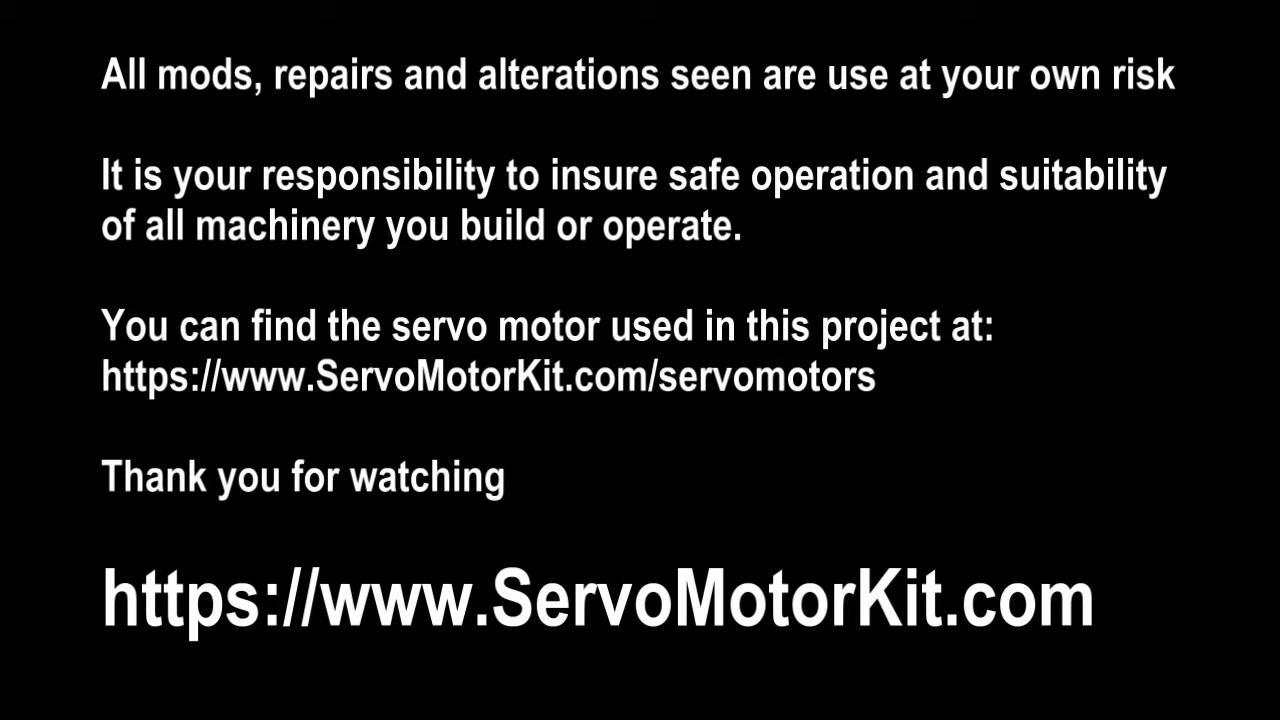 All mods, repairs and alterations seen are use at your own risk
It is your responsibility to insure safe operation and suitability
of all machinery you build or operate.
You can find the servo motor used in this project at:
https://www.ServoMotorKit.com/servomotors
Thank you for watching
https://www.ServoMotorKit.com